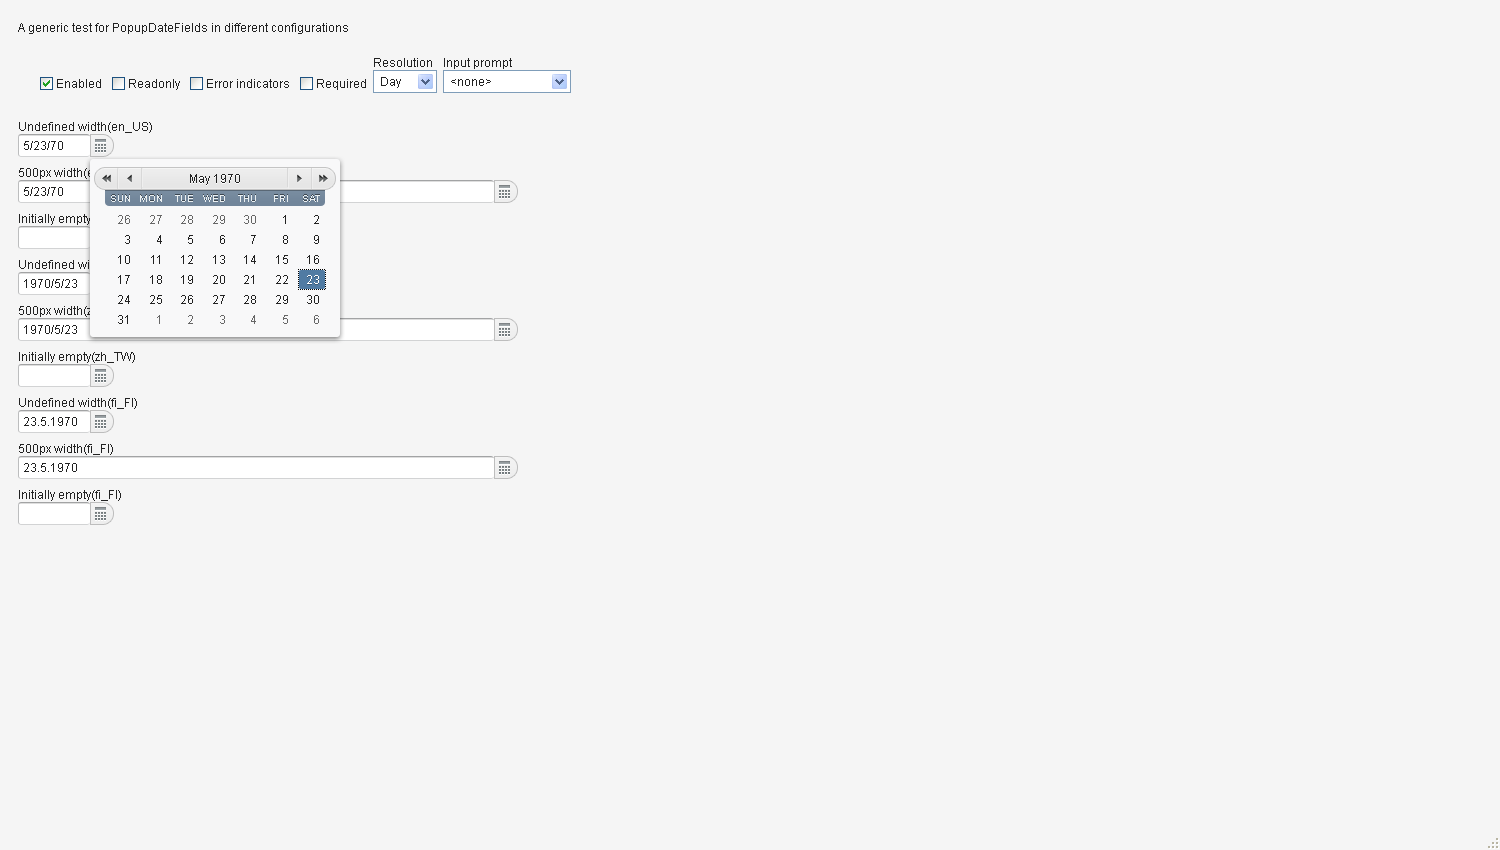 A generic test for PopupDateFields in different configurations
Resolution Input prompt
Enabled Readonly Error indicators Required Day <none>
Undefined width(en_US)
5/23/70
500px width(
5/23/70
Initially empty
Undefined wi
1970/5/23
500px width(
1970/5/23
May 1970
SUN MON TUE WED THU FRI SAT
26 27 28 29 30 1 2
3 4 5 6 7 8 9
10 11 12 13 14 15 16
17 18 19 20 21 22 23
24 25 26 27 28 29 30
31 1 2 3 4 5 6
Initially empty(zh_TW)
Undefined width(fi_FI)
23.5.1970
500px width(fi_FI)
23.5.1970
Initially empty(fi_FI)